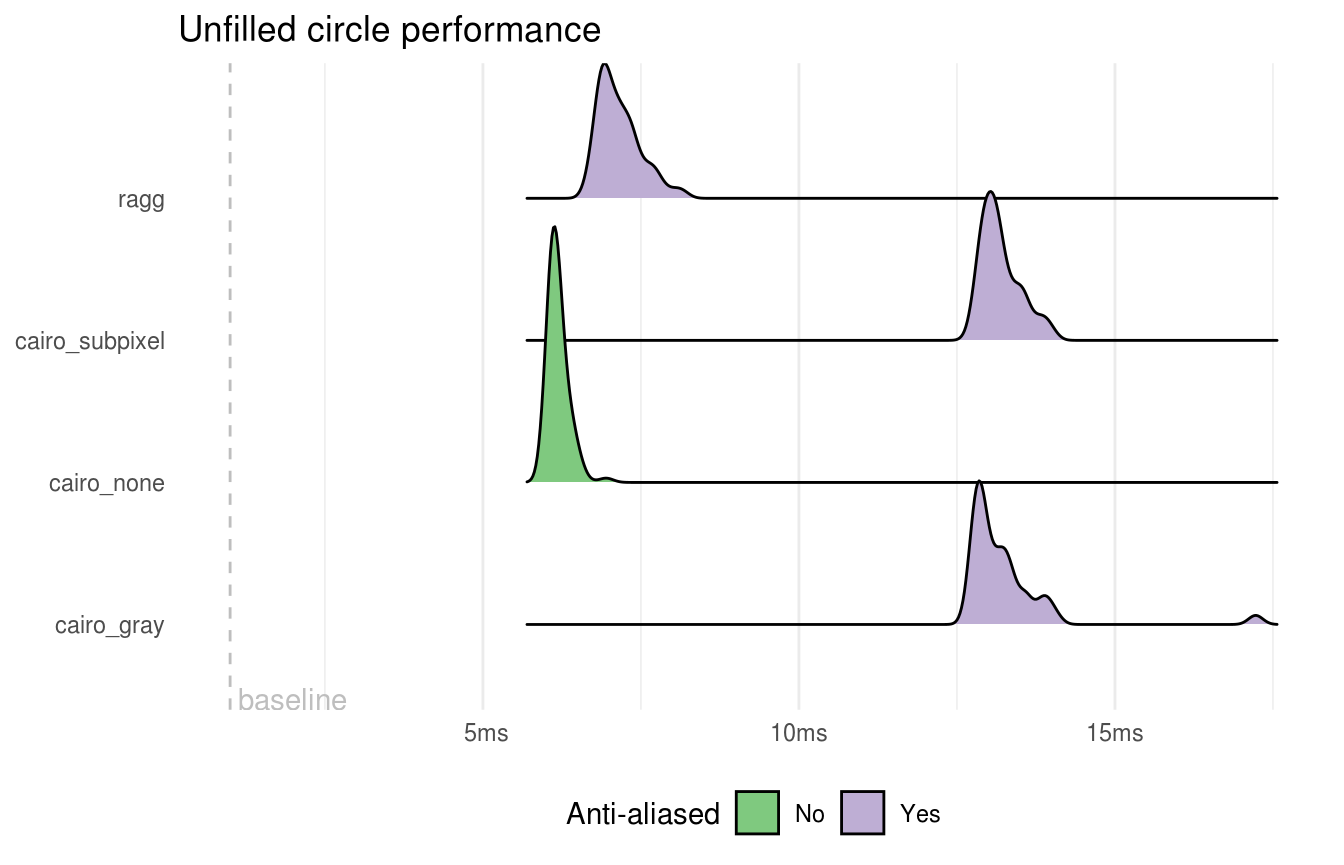 Unfilled circle performance
ragg
cairo_subpixel
cairo_none
cairo_gray
baseline
5ms 10ms 15ms
Anti-aliased No Yes